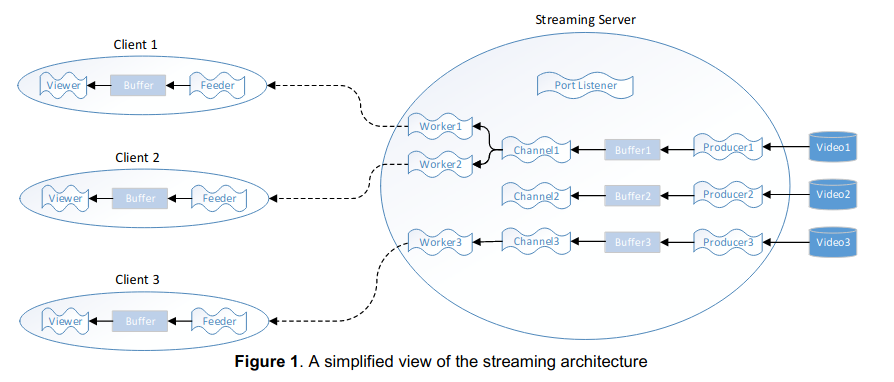 Streaming Server
Client 1
Viewer Buffer Feeder
Port Listener
Worker1
Worker2
Channel1 Buffer1 Producer1 Video1
Client 2
Viewer Buffer Feeder
Channel2 Buffer2 Producer2 Video2
Worker3 Channel3 Buffer3 Producer3 Video3
Client 3
Viewer Buffer Feeder
Figure 1. A simplified view of the streaming architecture